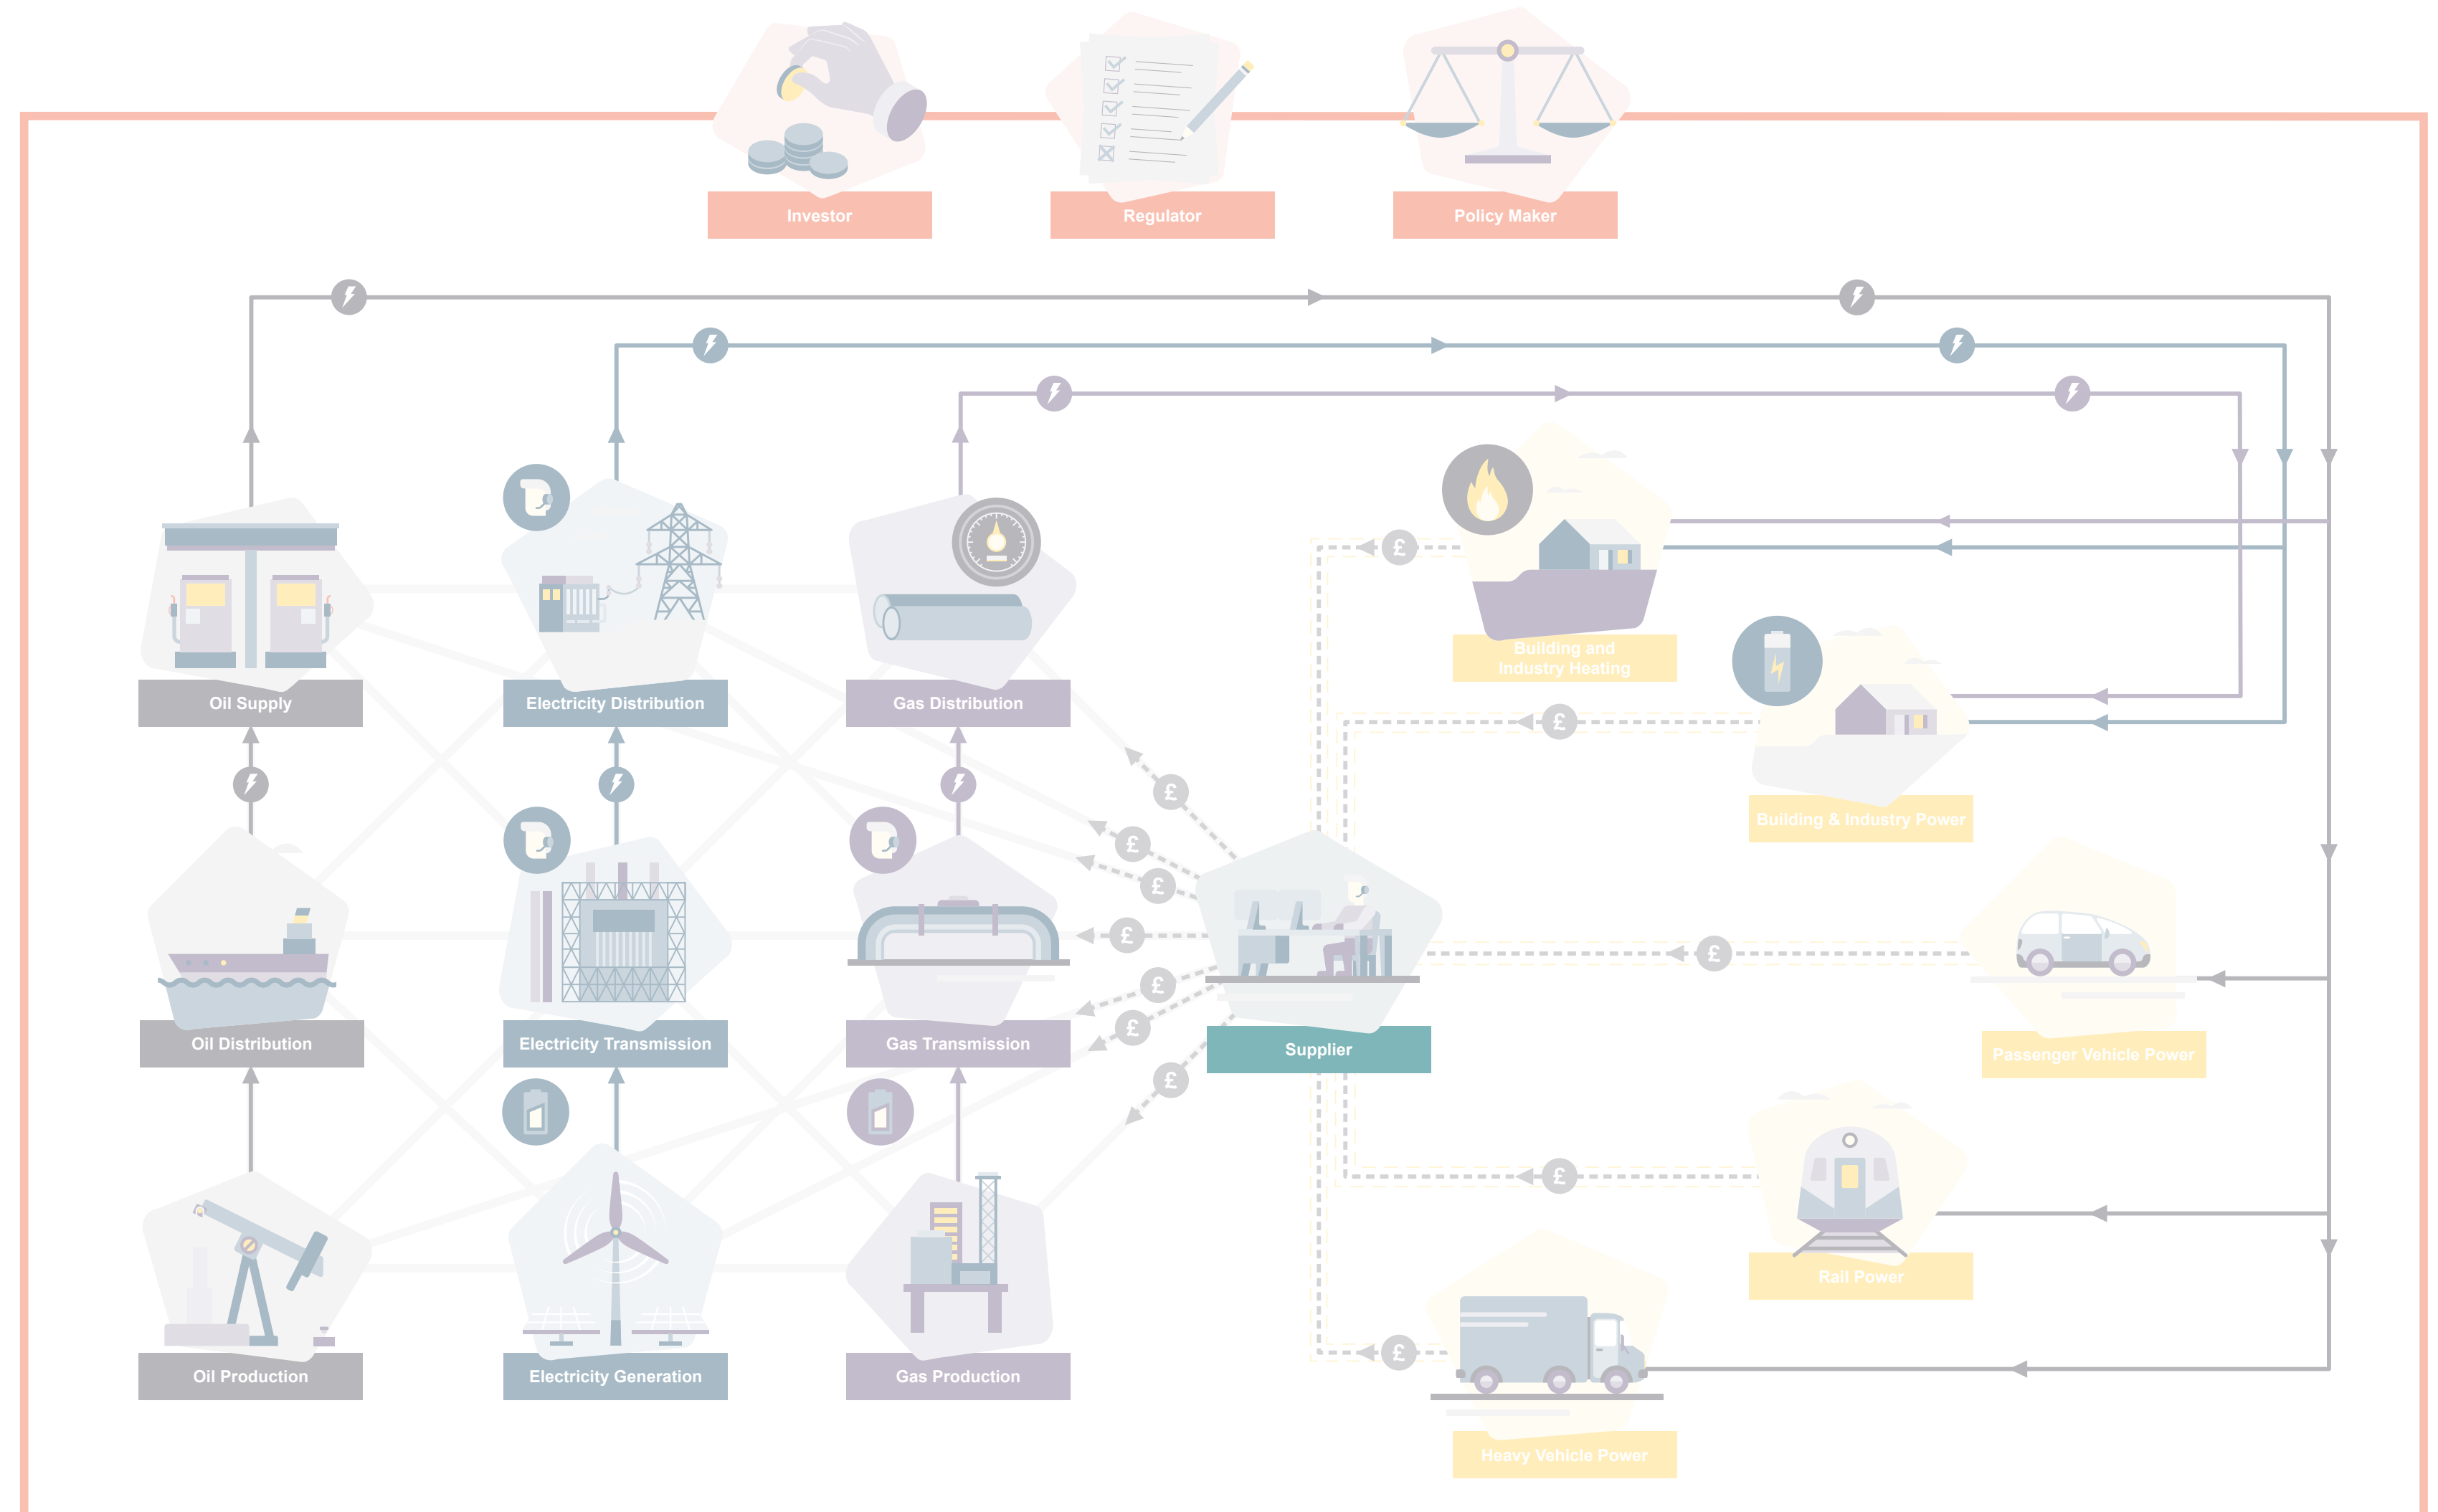 Investor
Regulator
Policy Maker
Building and
Industry Heating
Oil Supply
Electricity Distribution
Gas Distribution
£
£
£
£
£
£
£
£
£
£
£
£
Building & Industry Power
Oil Distribution
Electricity Transmission
Gas Transmission
Supplier
Passenger Vehicle Power
Rail Power
Oil Production
Electricity Generation
Gas Production
Heavy Vehicle Power